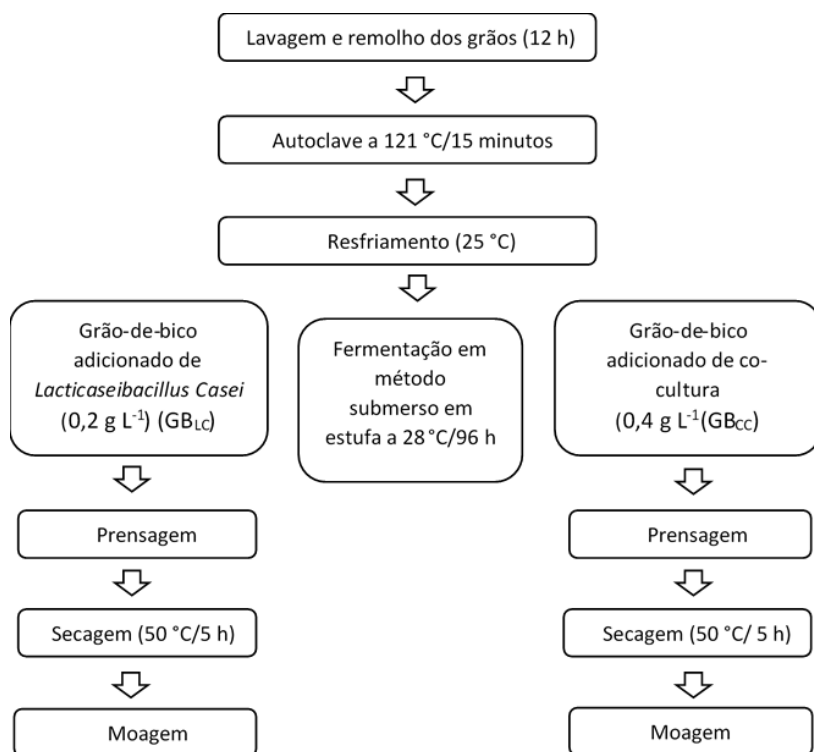 Lavagem e remolho dos grãos (12 h)
Autoclave a 121 °C/15 minutos
Resfriamento (25 °C)
Grão-de-bico
adicionado de
Lacticaseibacillus Casei
(0,2 g L⁻¹) (GBLC)
Fermentação em
método
submerso em
estufa a 28 °C/96 h
Grão-de-bico
adicionado de co-
cultura
(0,4 g L⁻¹(GBCC)
Prensagem
Prensagem
Secagem (50 °C/5 h)
Secagem (50 °C/ 5 h)
Moagem
Moagem